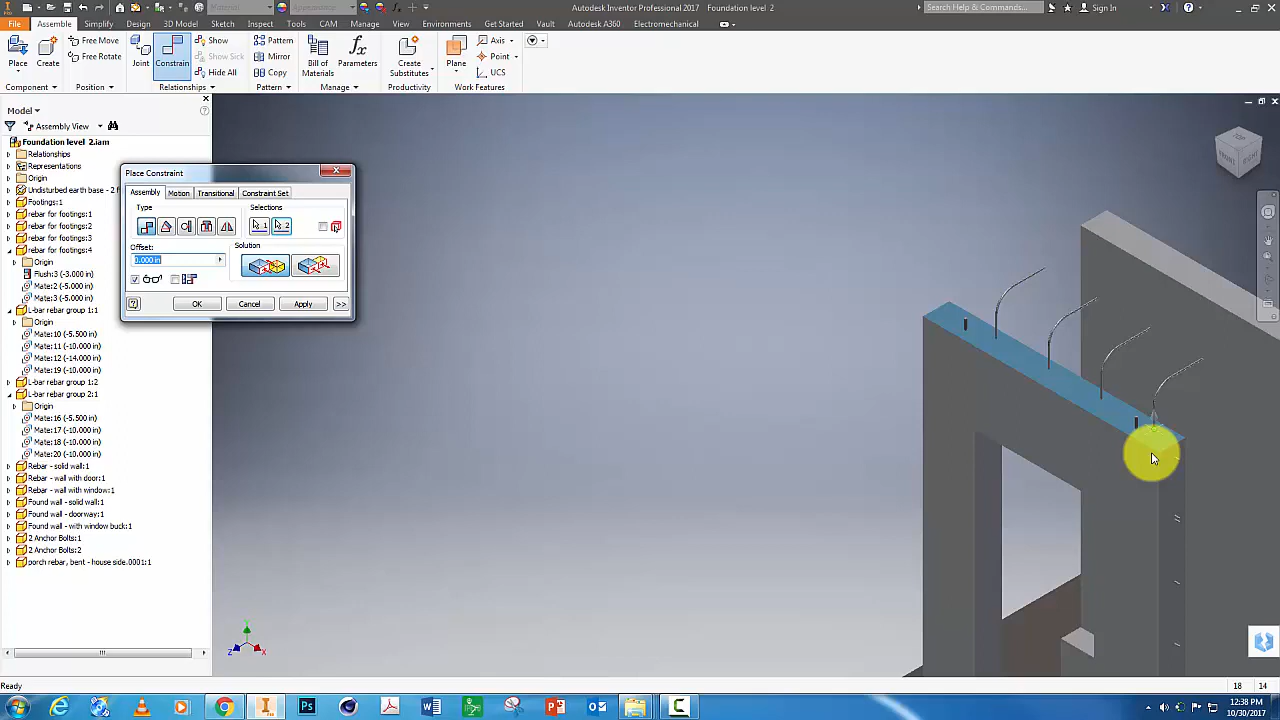 Autodesk Inventor Professional 2017 Foundation level 2
Search Help & Commands...
Sign In
File
Assemble
Simplify
Design
3D Model
Sketch
Inspect
Tools
CAM
Manage
View
Environments
Get Started
Vault
Autodesk A360
Electromechanical
Place
Create
Free Move
Free Rotate
Joint
Constrain
Show
Show Sick
Hide All
Pattern
Mirror
Copy
Bill of
Materials
Parameters
Create
Substitutes
Plane
Axis
Point
UCS
Component
Position
Relationships
Pattern
Manage
Productivity
Work Features
Model
Assembly View
Foundation level 2.iam
Relationships
Representations
Origin
Undisturbed earth base - 2 f
Footings:1
rebar for footings:1
rebar for footings:2
rebar for footings:3
rebar for footings:4
Origin
Flush:3 (-3.000 in)
Mate:2 (-5.000 in)
Mate:3 (-5.000 in)
L-bar rebar group 1:1
Origin
Mate:10 (-5.500 in)
Mate:11 (-10.000 in)
Mate:12 (-14.000 in)
Mate:19 (-10.000 in)
L-bar rebar group 1:2
L-bar rebar group 2:1
Origin
Mate:16 (-5.500 in)
Mate:17 (-10.000 in)
Mate:18 (-10.000 in)
Mate:20 (-10.000 in)
Rebar - solid wall:1
Rebar - wall with door:1
Rebar - wall with window:1
Found wall - solid wall:1
Found wall - doorway:1
Found wall - with window buck:1
2 Anchor Bolts:1
2 Anchor Bolts:2
porch rebar, bent - house side.0001:1
Place Constraint
Assembly
Motion
Transitional
Constraint Set
Type
Selections
1
2
Offset:
0.000 in
Solution
OK
Cancel
Apply
>>
Y
Z
X
Ready
18
14
12:38 PM
10/30/2017